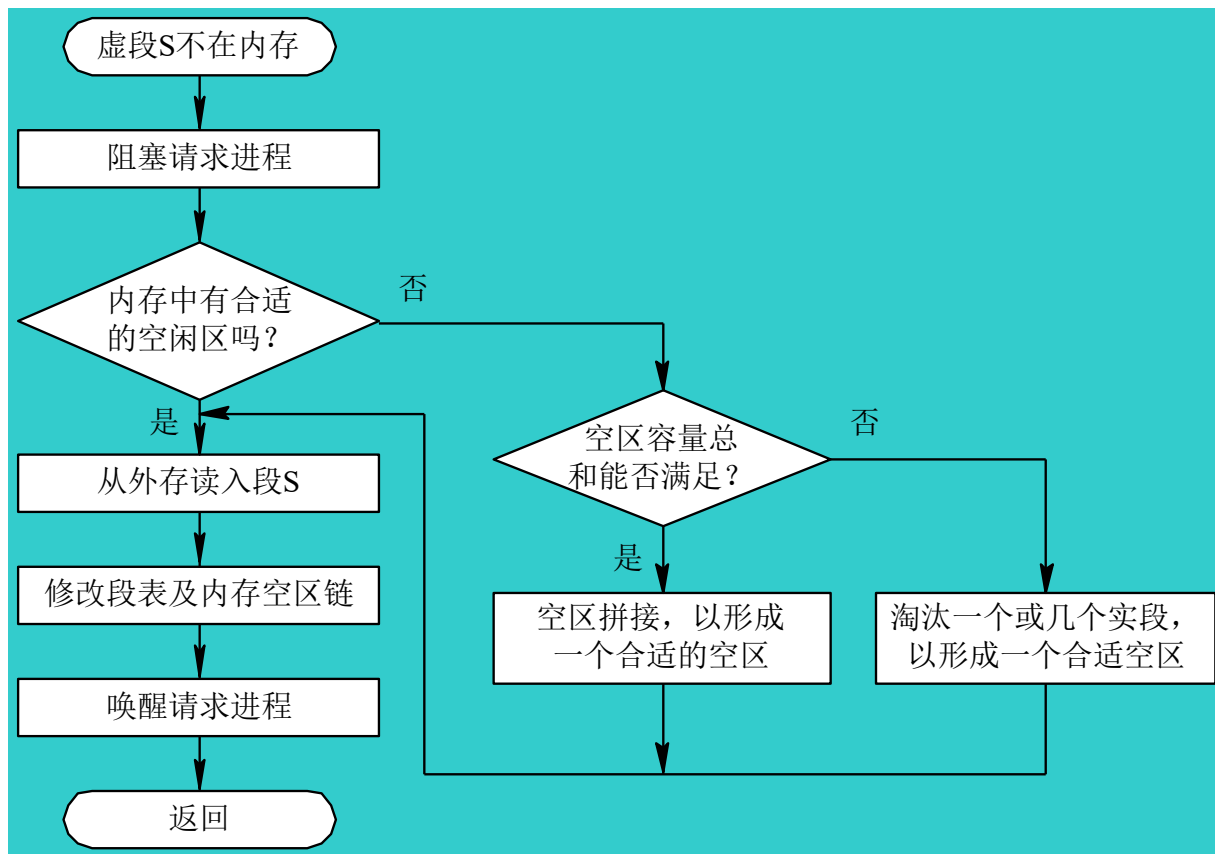 虚段S不在内存
阻塞请求进程
内存中有合适
的空闲区吗？
否
是
从外存读入段S
修改段表及内存空区链
唤醒请求进程
返回
空区容量总
和能否满足？
否
是
空区拼接，以形成
一个合适的空区
淘汰一个或几个实段，
以形成一个合适空区